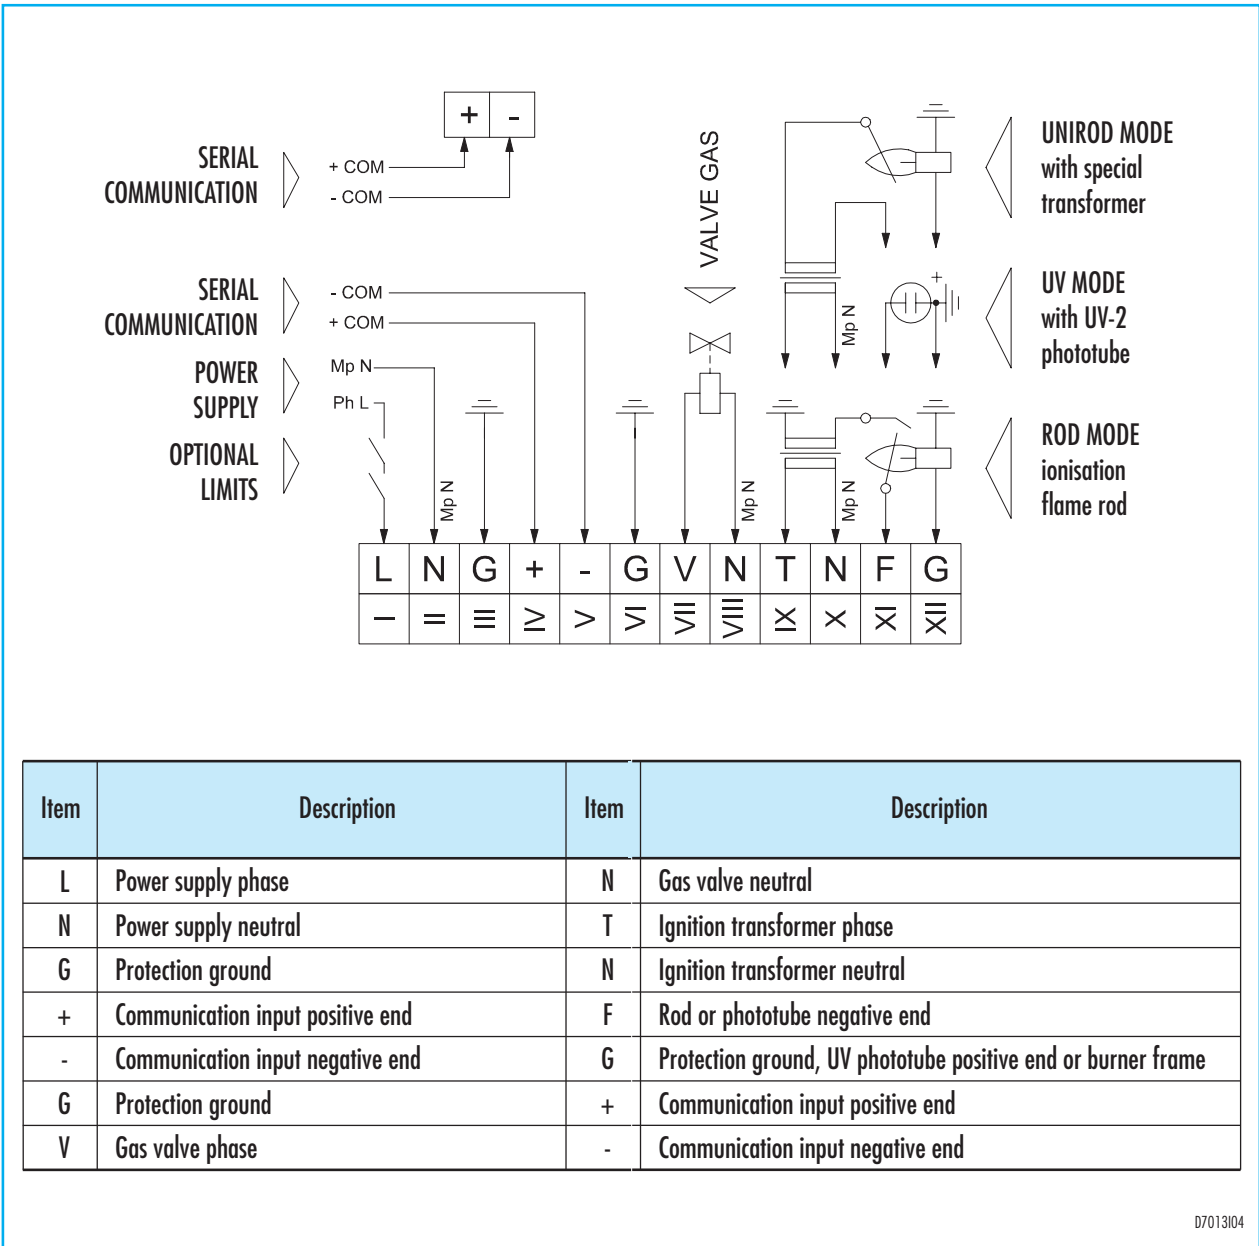 + -
SERIAL
COMMUNICATION
+ COM
- COM
VALVE GAS
UNIROD MODE
with special
transformer
SERIAL
COMMUNICATION
- COM
+ COM
+
UV MODE
with UV-2
phototube
Mp N
POWER
SUPPLY
Mp N
Ph L
OPTIONAL
LIMITS
ROD MODE
ionisation
flame rod
Mp N
Mp N
Mp N
L N G + - G V N T N F G
I II III IV V VI VII VIII IX X XI XII
Item Description Item Description
L Power supply phase N Gas valve neutral
N Power supply neutral T Ignition transformer phase
G Protection ground N Ignition transformer neutral
+ Communication input positive end F Rod or phototube negative end
- Communication input negative end G Protection ground, UV phototube positive end or burner frame
G Protection ground + Communication input positive end
V Gas valve phase - Communication input negative end
D7013I04